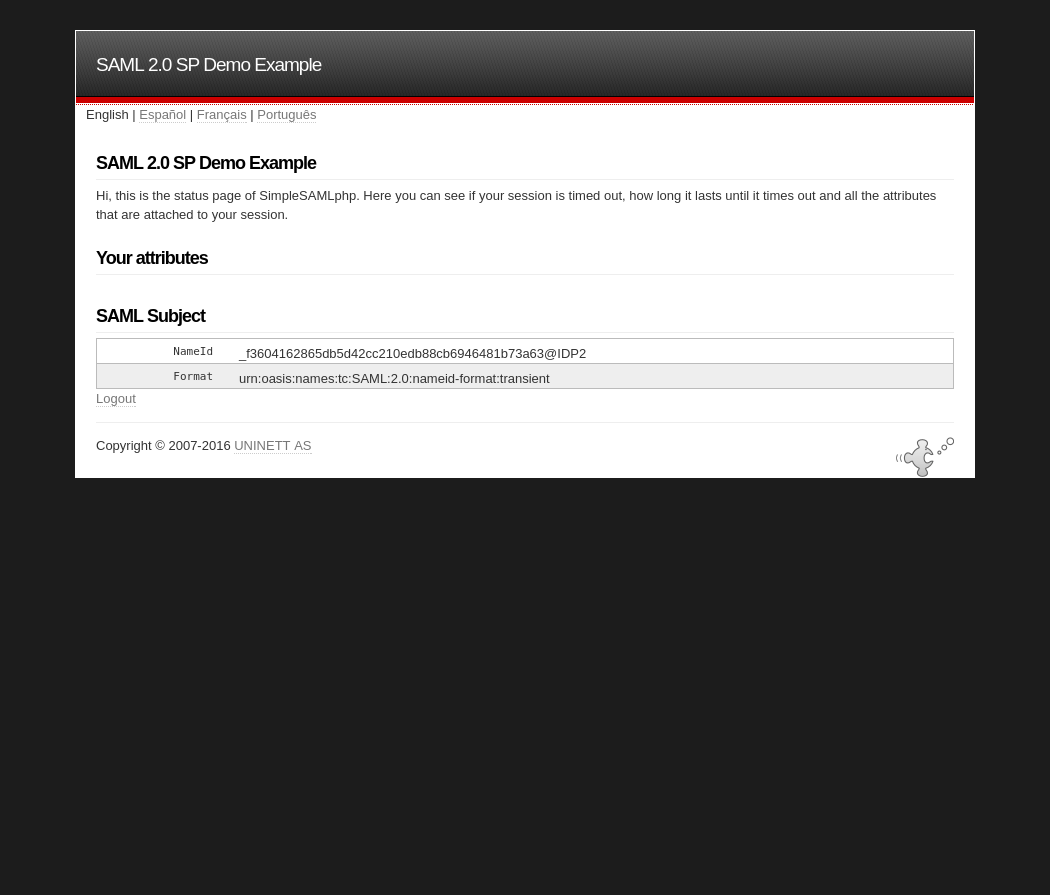 SAML 2.0 SP Demo Example
English | Español | Français | Português
SAML 2.0 SP Demo Example
Hi, this is the status page of SimpleSAMLphp. Here you can see if your session is timed out, how long it lasts until it times out and all the attributes
that are attached to your session.
Your attributes
SAML Subject
NameId _f3604162865db5d42cc210edb88cb6946481b73a63@IDP2
Format urn:oasis:names:tc:SAML:2.0:nameid-format:transient
Logout
Copyright © 2007-2016 UNINETT AS